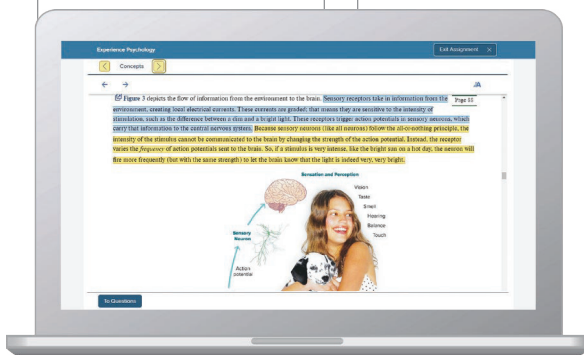 Experience Psychology
Exit Assignment ×
Concepts
Page 88
Figure 3 depicts the flow of information from the environment to the brain. Sensory receptors take in information from the
environment, creating local electrical currents. These currents are graded; that means they are sensitive to the intensity of
stimulation, such as the difference between a dim and a bright light. These receptors trigger action potentials in sensory neurons, which
carry that information to the central nervous system. Because sensory neurons (like all neurons) follow the all-or-nothing principle, the
intensity of the stimulus cannot be communicated to the brain by changing the strength of the action potential. Instead, the receptor
varies the frequency of action potentials sent to the brain. So, if a stimulus is very intense, like the bright sun on a hot day, the neuron will
fire more frequently (but with the same strength) to let the brain know that the light is indeed very, very bright.
Sensation and Perception
Vision
Taste
Smell
Hearing
Balance
Touch
Sensory
Neuron
Action
potential
To Questions